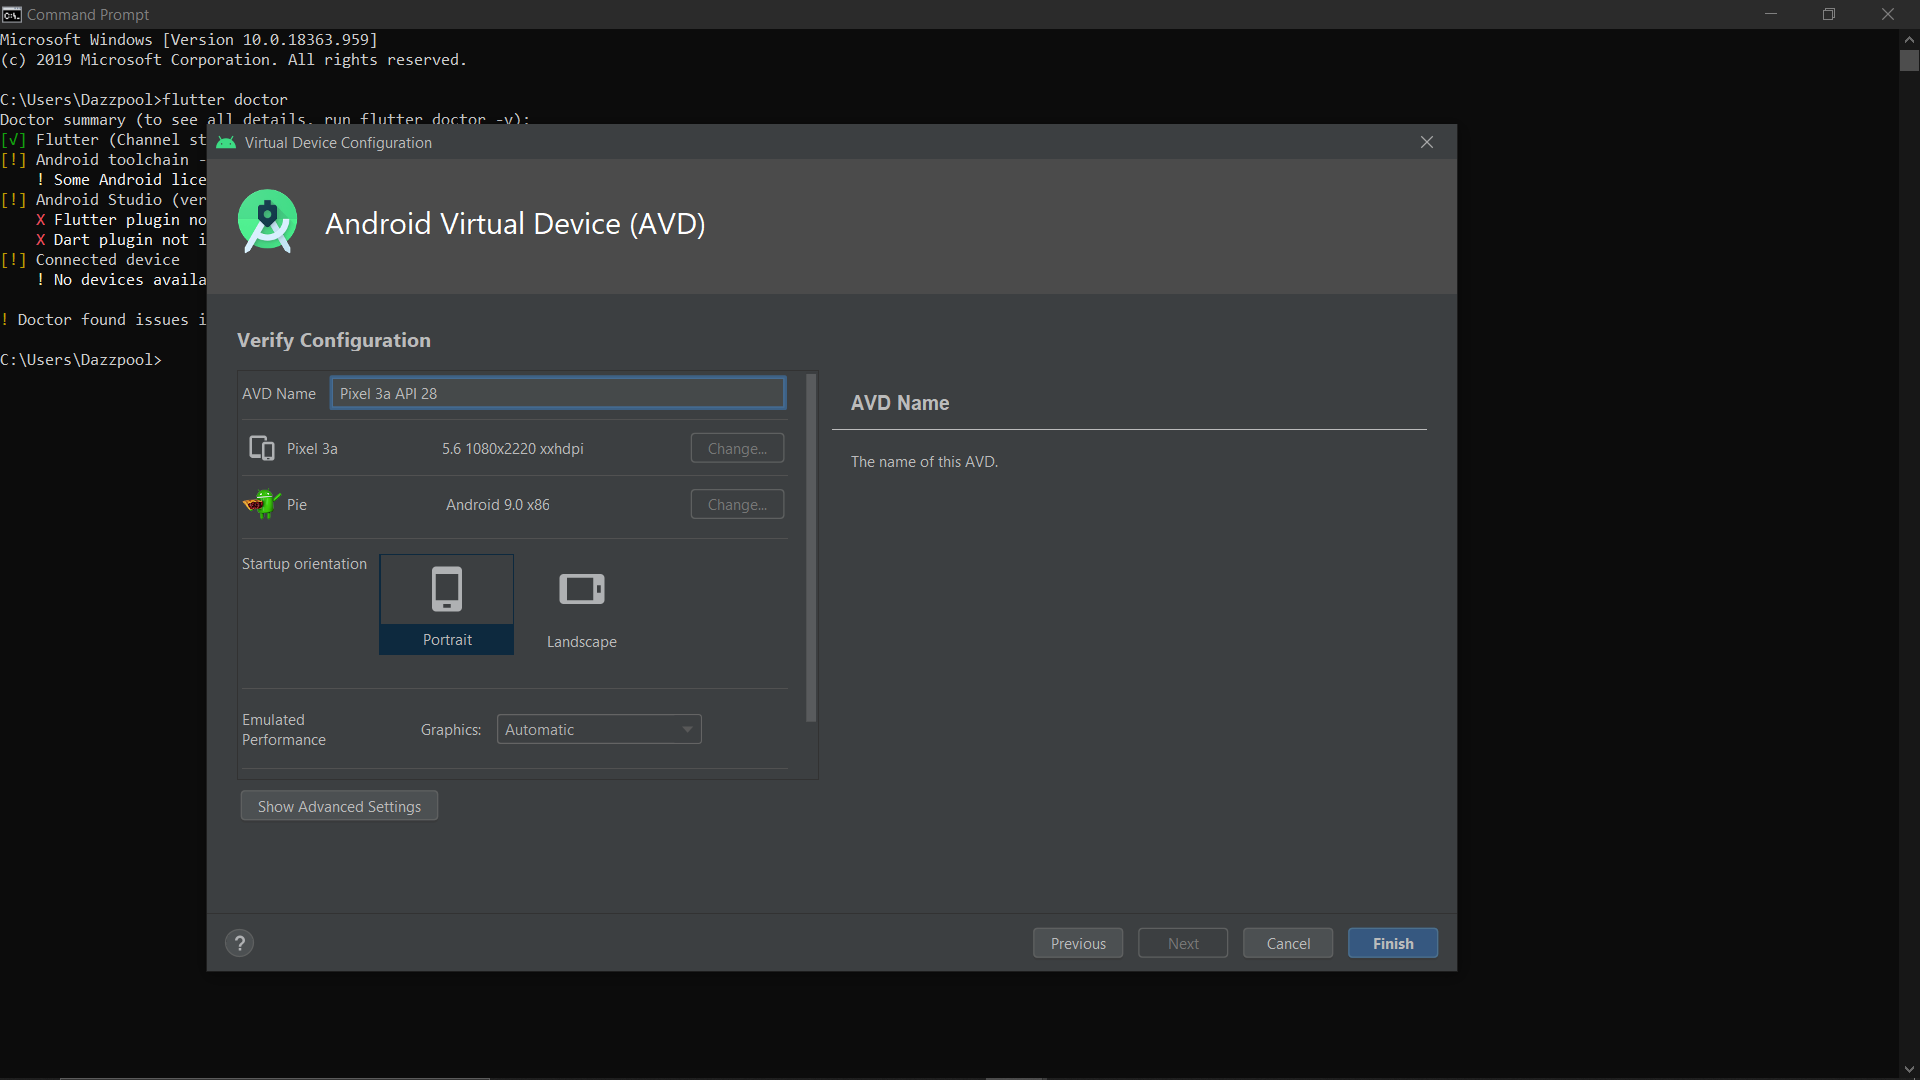 Command Prompt
Microsoft Windows [Version 10.0.18363.959]
(c) 2019 Microsoft Corporation. All rights reserved.
C:\Users\Dazzpool>flutter doctor
Doctor summary (to see all details, run flutter doctor -v):
[√] Flutter (Channel st
[!] Android toolchain -
! Some Android lice
[!] Android Studio (ver
X Flutter plugin no
X Dart plugin not i
[!] Connected device
! No devices availa
! Doctor found issues i
C:\Users\Dazzpool>
Virtual Device Configuration
Android Virtual Device (AVD)
Verify Configuration
AVD Name Pixel 3a API 28
Pixel 3a 5.6 1080x2220 xxhdpi Change...
Pie Android 9.0 x86 Change...
Startup orientation
Portrait
Landscape
Emulated
Performance
Graphics: Automatic
Show Advanced Settings
AVD Name
The name of this AVD.
? Previous Next Cancel Finish